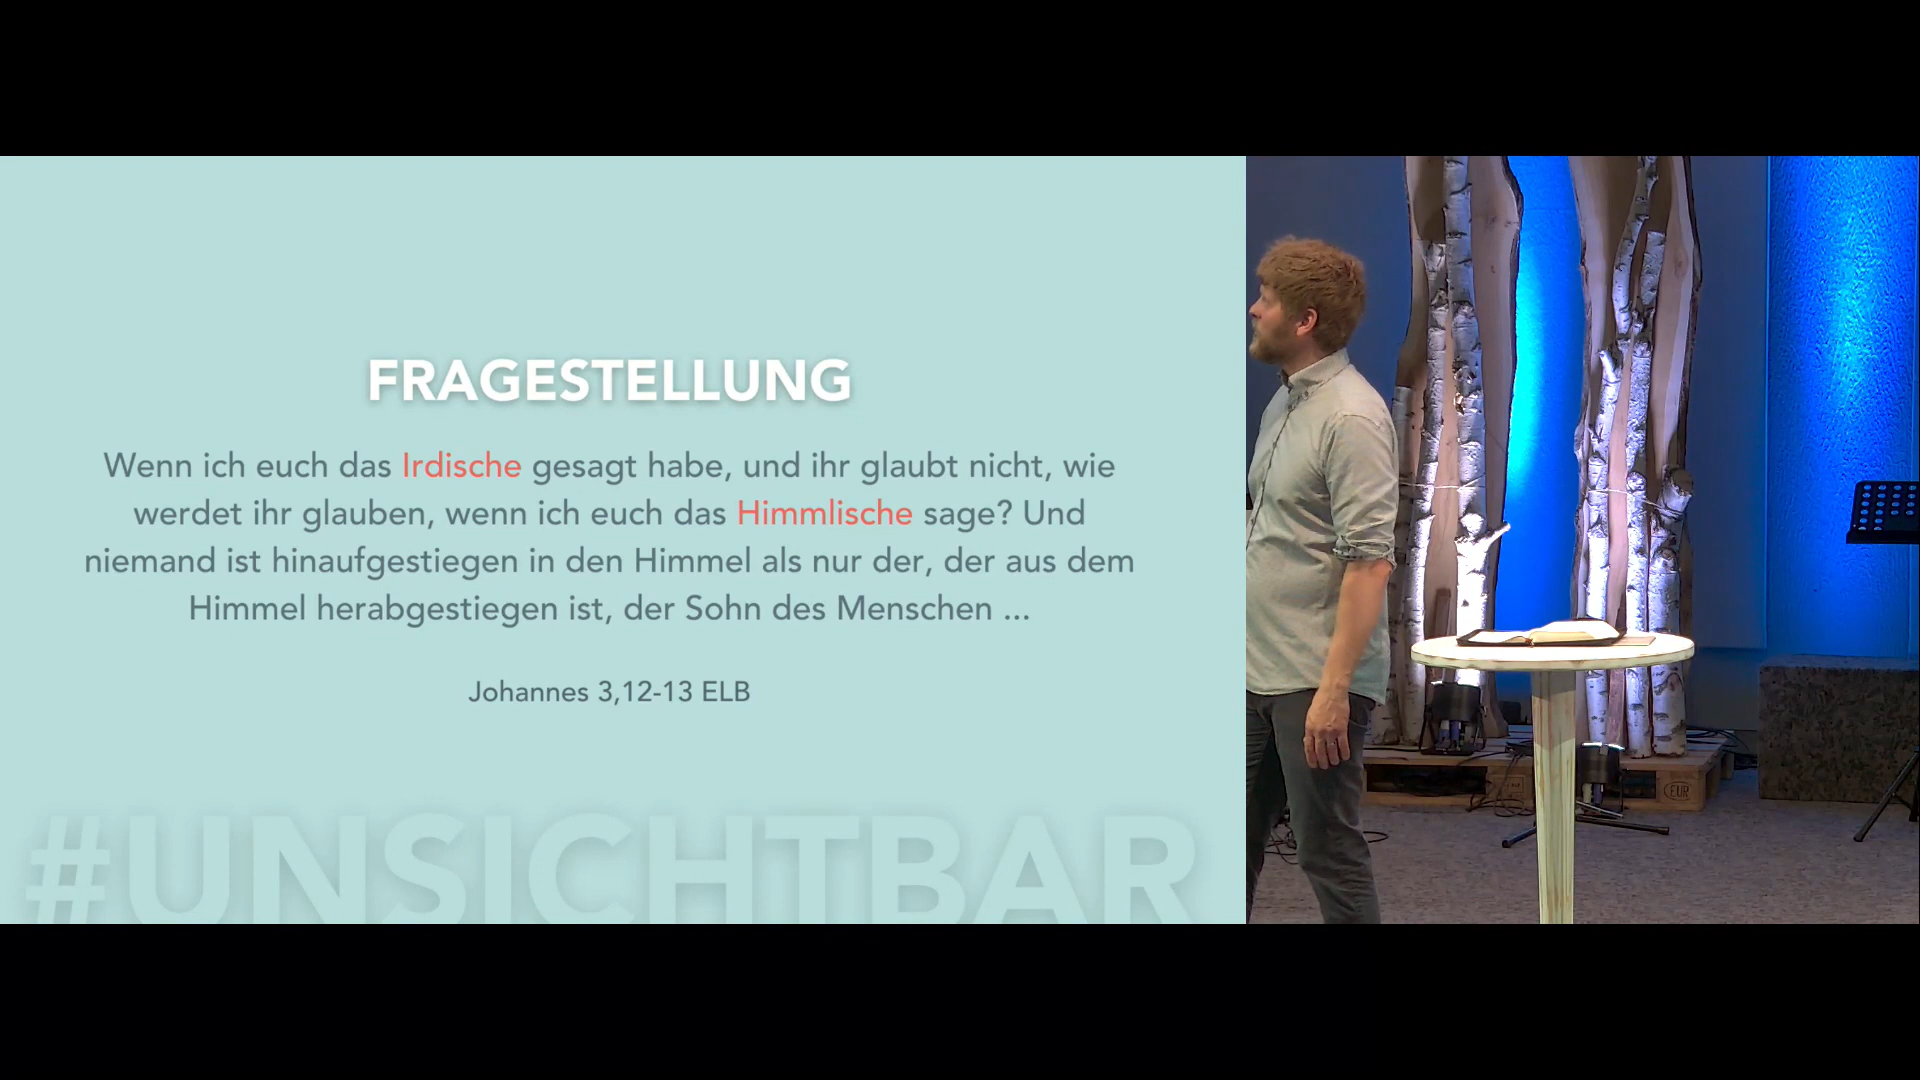 FRAGESTELLUNG
Wenn ich euch das Irdische gesagt habe, und ihr glaubt nicht, wie
werdet ihr glauben, wenn ich euch das Himmlische sage? Und
niemand ist hinaufgestiegen in den Himmel als nur der, der aus dem
Himmel herabgestiegen ist, der Sohn des Menschen ...
Johannes 3,12-13 ELB
#UNSICHTBAR
EUR